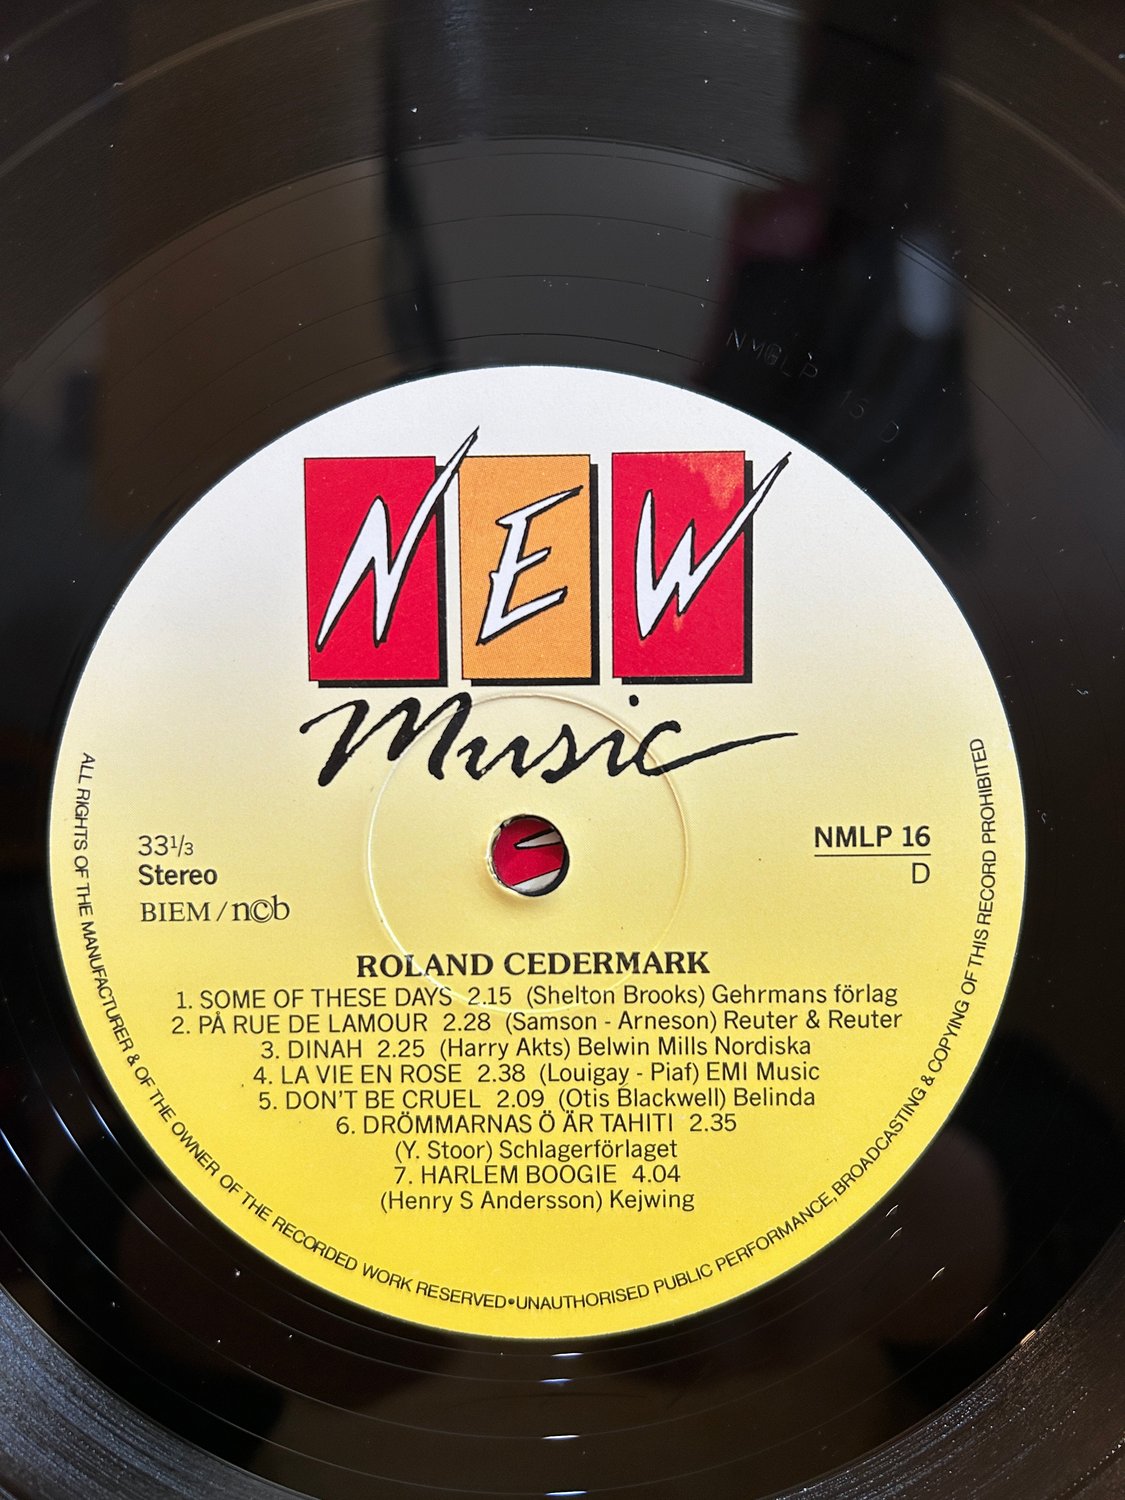 NMLP 16 D
NEW
Music
33 1/3
Stereo
BIEM/n©b
NMLP 16
D
ROLAND CEDERMARK
1. SOME OF THESE DAYS 2.15 (Shelton Brooks) Gehrmans förlag
2. PÅ RUE DE LAMOUR 2.28 (Samson - Arneson) Reuter & Reuter
3. DINAH 2.25 (Harry Akts) Belwin Mills Nordiska
4. LA VIE EN ROSE 2.38 (Louigay - Piaf) EMI Music
5. DON'T BE CRUEL 2.09 (Otis Blackwell) Belinda
6. DRÖMMARNAS Ö ÄR TAHITI 2.35
(Y. Stoor) Schlagerförlaget
7. HARLEM BOOGIE 4.04
(Henry S Andersson) Kejwing
ALL RIGHTS OF THE MANUFACTURER & OF THE OWNER OF THE RECORDED WORK RESERVED•UNAUTHORISED PUBLIC PERFORMANCE, BROADCASTING & COPYING OF THIS RECORD PROHIBITED